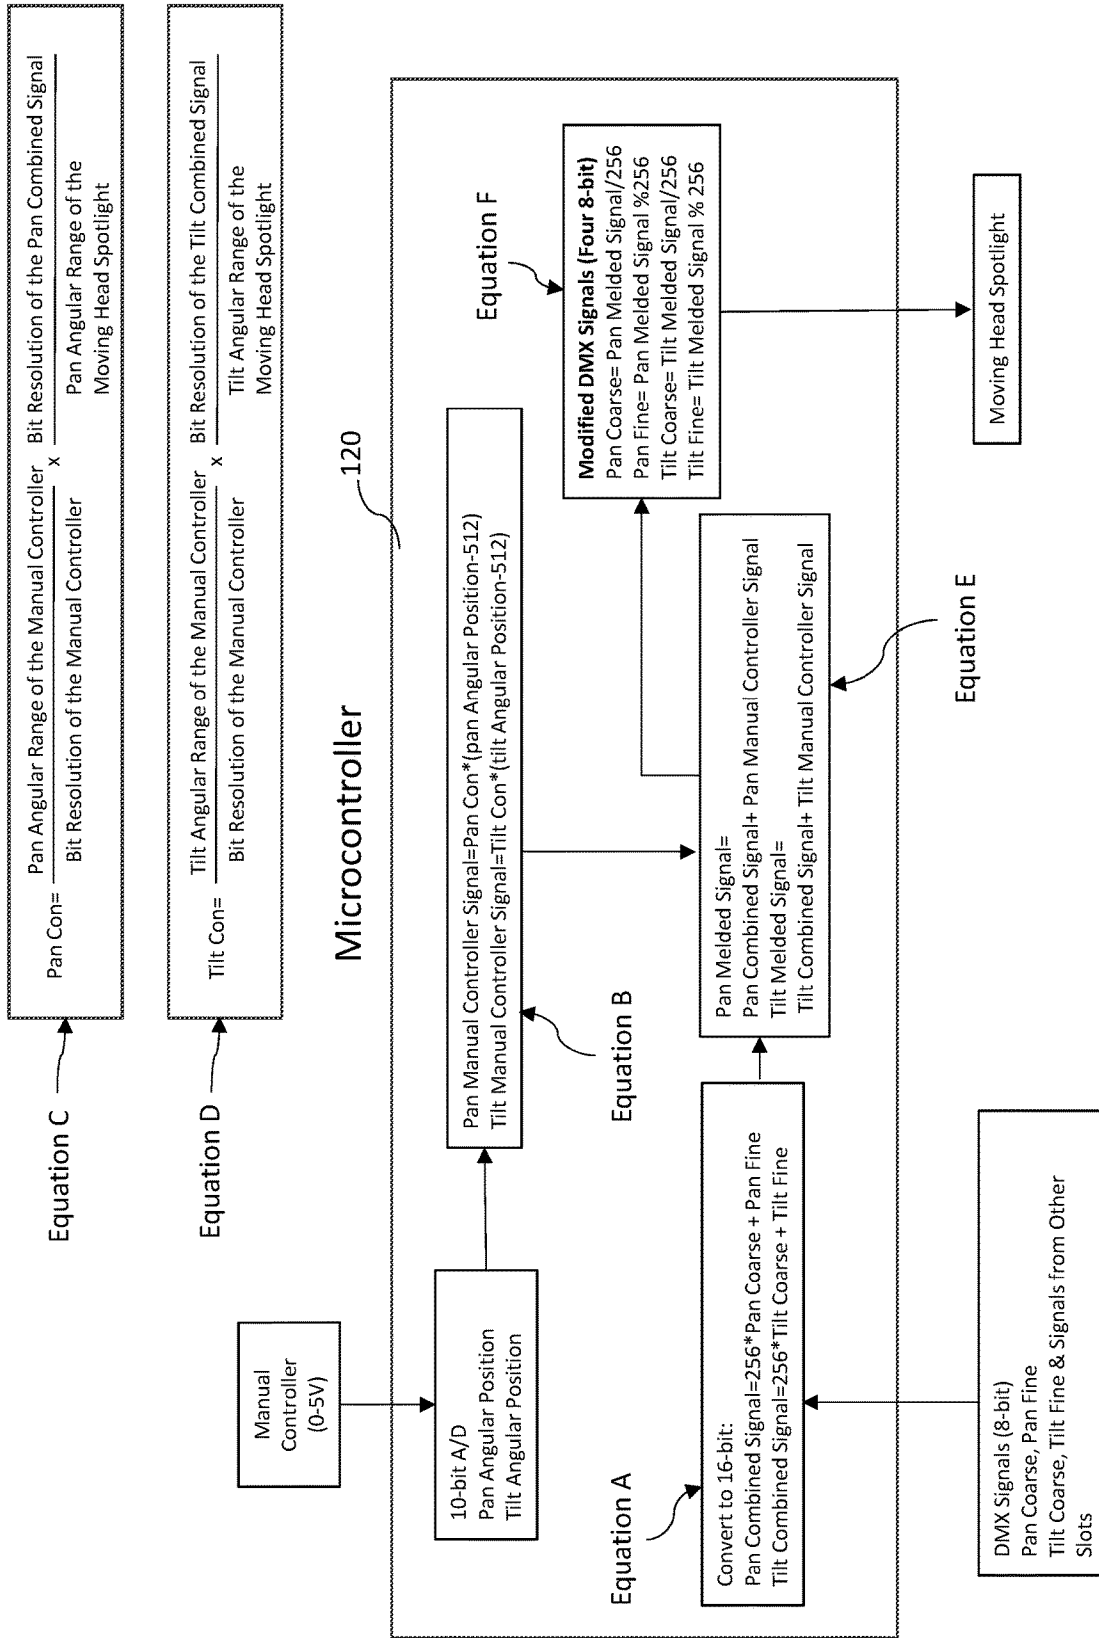 Equation C
Pan Con=
Pan Angular Range of the Manual Controller
Bit Resolution of the Manual Controller
x
Bit Resolution of the Pan Combined Signal
Pan Angular Range of the
Moving Head Spotlight
Equation D
Tilt Con=
Tilt Angular Range of the Manual Controller
Bit Resolution of the Manual Controller
x
Bit Resolution of the Tilt Combined Signal
Tilt Angular Range of the
Moving Head Spotlight
Manual
Controller
(0-5V)
Microcontroller
120
10-bit A/D
Pan Angular Position
Tilt Angular Position
Pan Manual Controller Signal=Pan Con*(pan Angular Position-512)
Tilt Manual Controller Signal=Tilt Con*(tilt Angular Position-512)
Equation B
Equation F
Modified DMX Signals (Four 8-bit)
Pan Coarse= Pan Melded Signal/256
Pan Fine= Pan Melded Signal %256
Tilt Coarse= Tilt Melded Signal/256
Tilt Fine= Tilt Melded Signal % 256
Equation A
Convert to 16-bit:
Pan Combined Signal=256*Pan Coarse + Pan Fine
Tilt Combined Signal=256*Tilt Coarse + Tilt Fine
Pan Melded Signal=
Pan Combined Signal+ Pan Manual Controller Signal
Tilt Melded Signal=
Tilt Combined Signal+ Tilt Manual Controller Signal
Equation E
DMX Signals (8-bit)
Pan Coarse, Pan Fine
Tilt Coarse, Tilt Fine & Signals from Other
Slots
Moving Head Spotlight